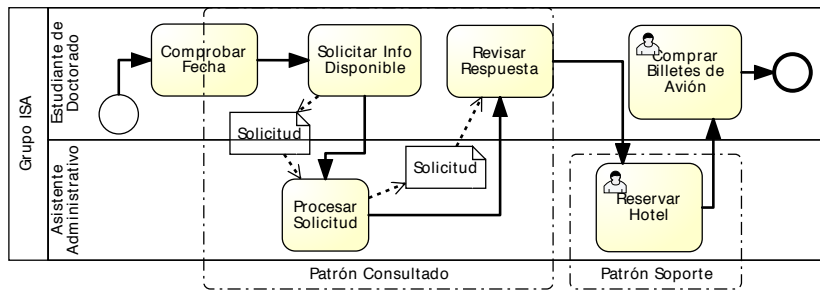 Grupo ISA
Estudiante de
Doctorado
Comprobar
Fecha
Solicitar Info
Disponible
Revisar
Respuesta
Comprar
Billetes de
Avión
Solicitud
Solicitud
Asistente
Administrativo
Procesar
Solicitud
Reservar
Hotel
Patrón Consultado
Patrón Soporte